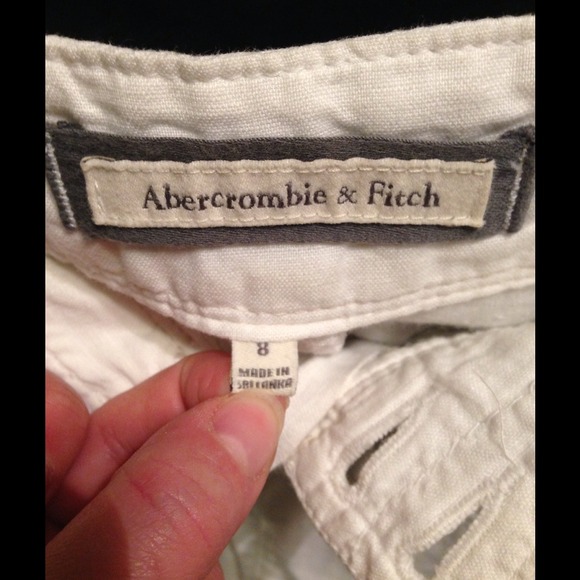 Abercrombie & Fitch
8
MADE IN
SRI LANKA